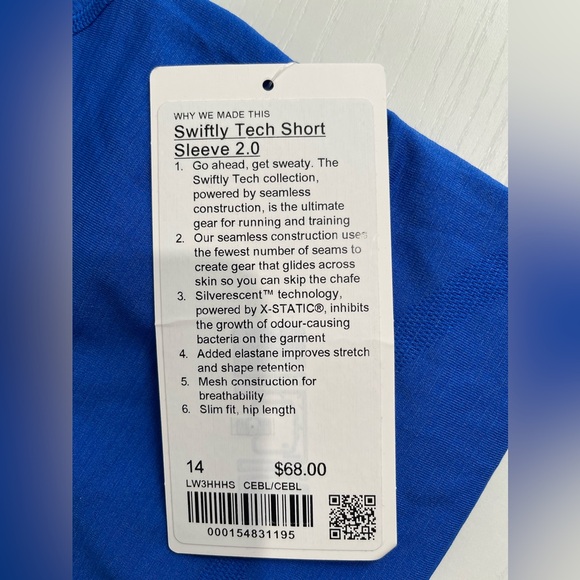 WHY WE MADE THIS
Swiftly Tech Short
Sleeve 2.0
1. Go ahead, get sweaty. The
Swiftly Tech collection,
powered by seamless
construction, is the ultimate
gear for running and training
2. Our seamless construction uses
the fewest number of seams to
create gear that glides across
skin so you can skip the chafe
3. Silverescent™ technology,
powered by X-STATIC®, inhibits
the growth of odour-causing
bacteria on the garment
4. Added elastane improves stretch
and shape retention
5. Mesh construction for
breathability
6. Slim fit, hip length
14 $68.00
LW3HHHS CEBL/CEBL
000154831195